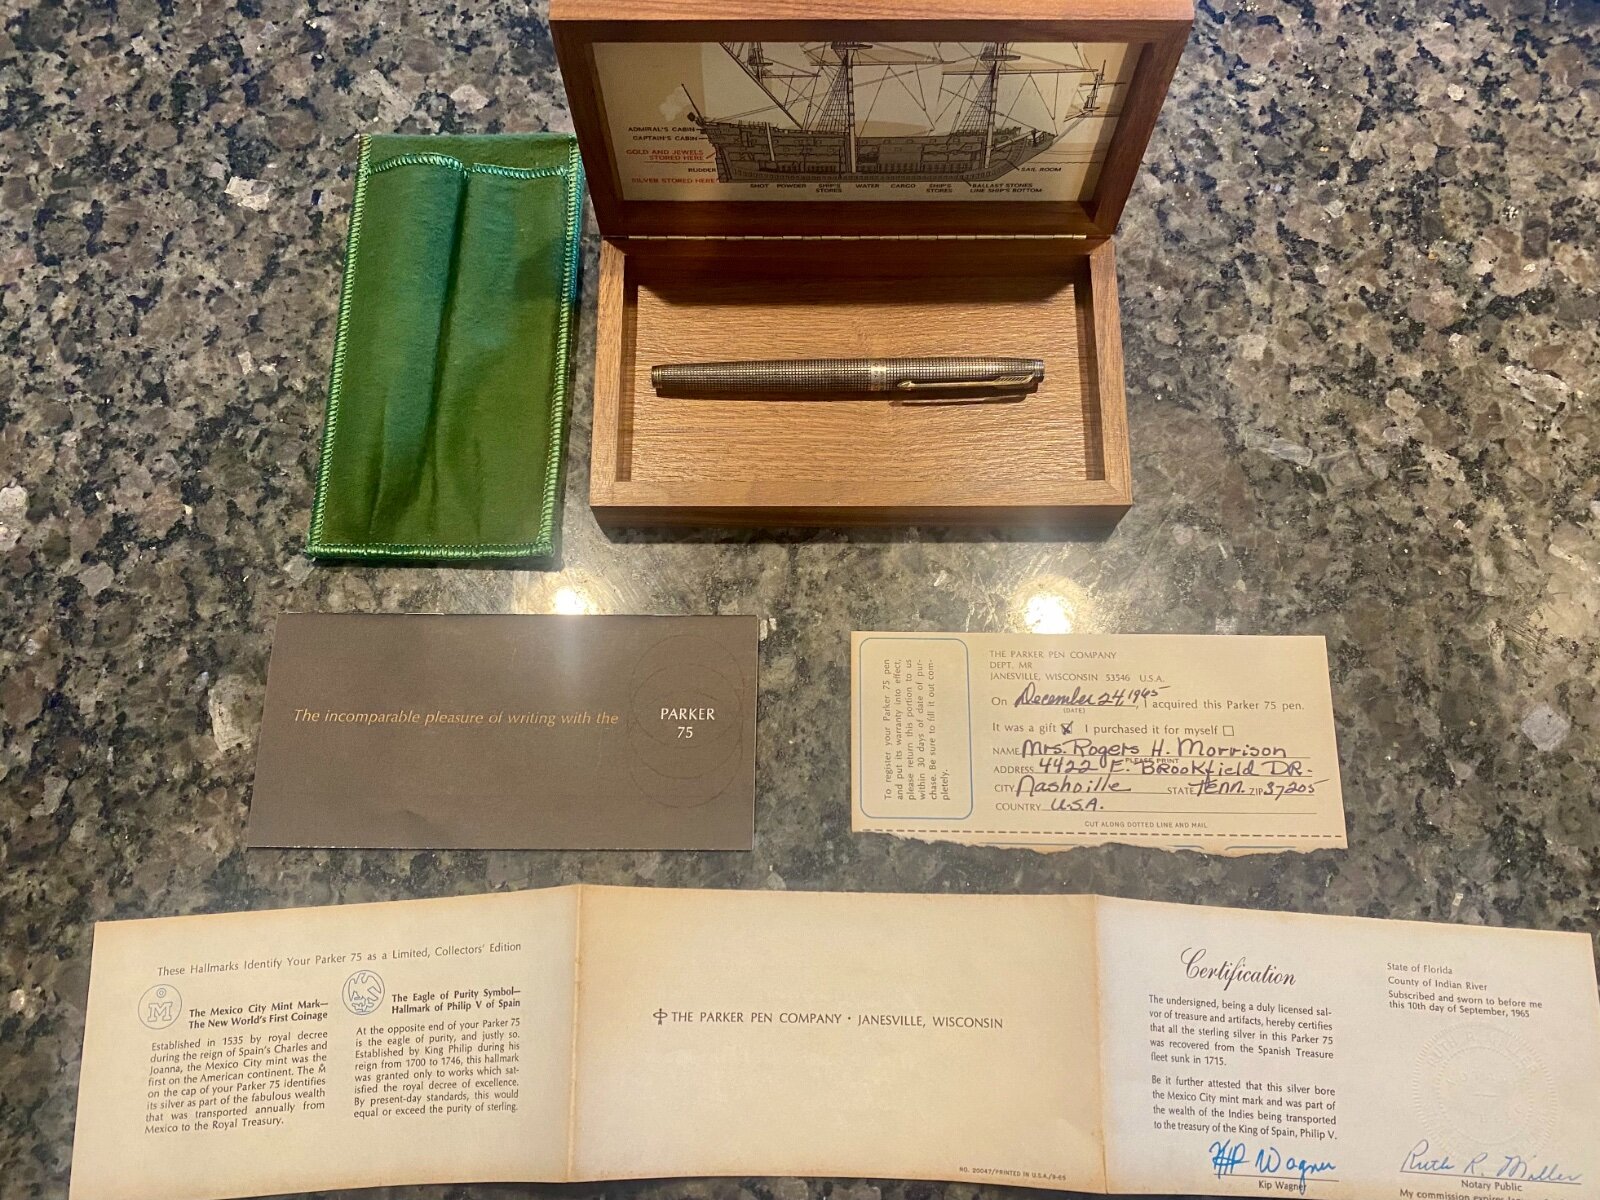 ADMIRAL'S CABIN
CAPTAIN'S CABIN
GOLD AND JEWELS
STORED HERE
RUDDER
SILVER STORED HERE
SAIL ROOM
SHOT POWDER SHIP'S STORES WATER CARGO SHIP'S STORES BALLAST STONES LINE SHIP'S BOTTOM
The incomparable pleasure of writing with the
PARKER
75
To register your Parker 75 pen
and put its warranty into effect,
please return this portion to us
within 30 days of date of pur-
chase. Be sure to fill it out com-
pletely.
THE PARKER PEN COMPANY
DEPT. MR
JANESVILLE, WISCONSIN 53546 U.S.A.
On December 24, 1965, I acquired this Parker 75 pen.
(DATE)
It was a gift I purchased it for myself
NAME Mrs. Rogers H. Morrison
PLEASE PRINT
ADDRESS 4422 E. Brookfield DR.
CITY Nashville STATE Tenn. ZIP 37205
COUNTRY U.S.A.
CUT ALONG DOTTED LINE AND MAIL
These Hallmarks Identify Your Parker 75 as a Limited, Collectors' Edition
M
The Mexico City Mint Mark—
The New World's First Coinage
Established in 1535 by royal decree
during the reign of Spain's Charles and
Joanna, the Mexico City mint was the
first on the American continent. The M̊
on the cap of your Parker 75 identifies
its silver as part of the fabulous wealth
that was transported annually from
Mexico to the Royal Treasury.
The Eagle of Purity Symbol—
Hallmark of Philip V of Spain
At the opposite end of your Parker 75
is the eagle of purity, and justly so.
Established by King Philip during his
reign from 1700 to 1746, this hallmark
was granted only to works which sat-
isfied the royal decree of excellence.
By present-day standards, this would
equal or exceed the purity of sterling.
THE PARKER PEN COMPANY • JANESVILLE, WISCONSIN
NO. 20047/PRINTED IN U.S.A./9-65
Certification
The undersigned, being a duly licensed sal-
vor of treasure and artifacts, hereby certifies
that all the sterling silver in this Parker 75
was recovered from the Spanish Treasure
fleet sunk in 1715.
Be it further attested that this silver bore
the Mexico City mint mark and was part of
the wealth of the Indies being transported
to the treasury of the King of Spain, Philip V.
Kip Wagner
Kip Wagner
State of Florida
County of Indian River
Subscribed and sworn to before me
this 10th day of September, 1965
Ruth R. Miller
Notary Public
My commission expires